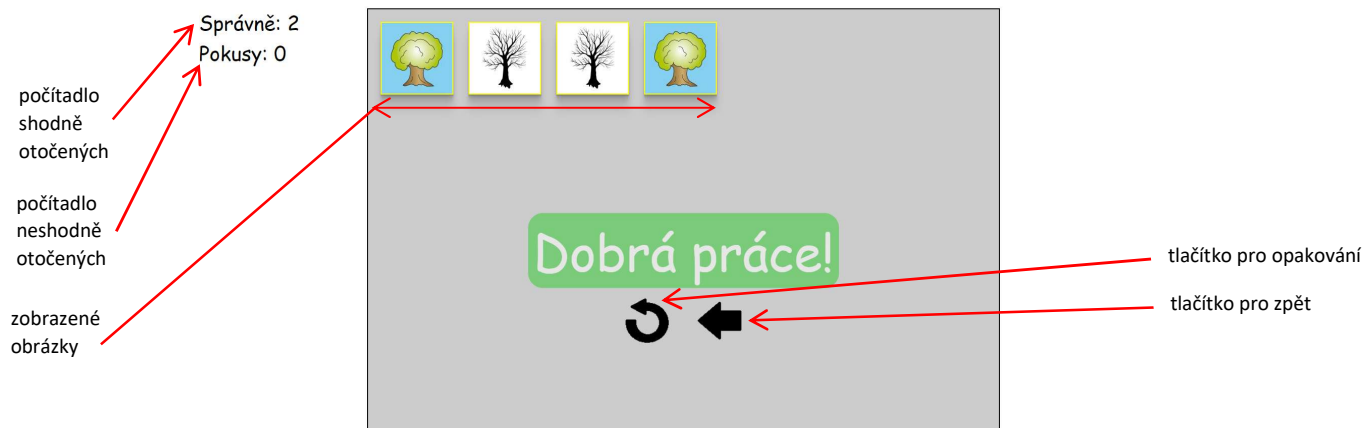 Správně: 2
Pokusy: 0
počítadlo
shodně
otočených
počítadlo
neshodně
otočených
zobrazené
obrázky
Dobrá práce!
tlačítko pro opakování
tlačítko pro zpět